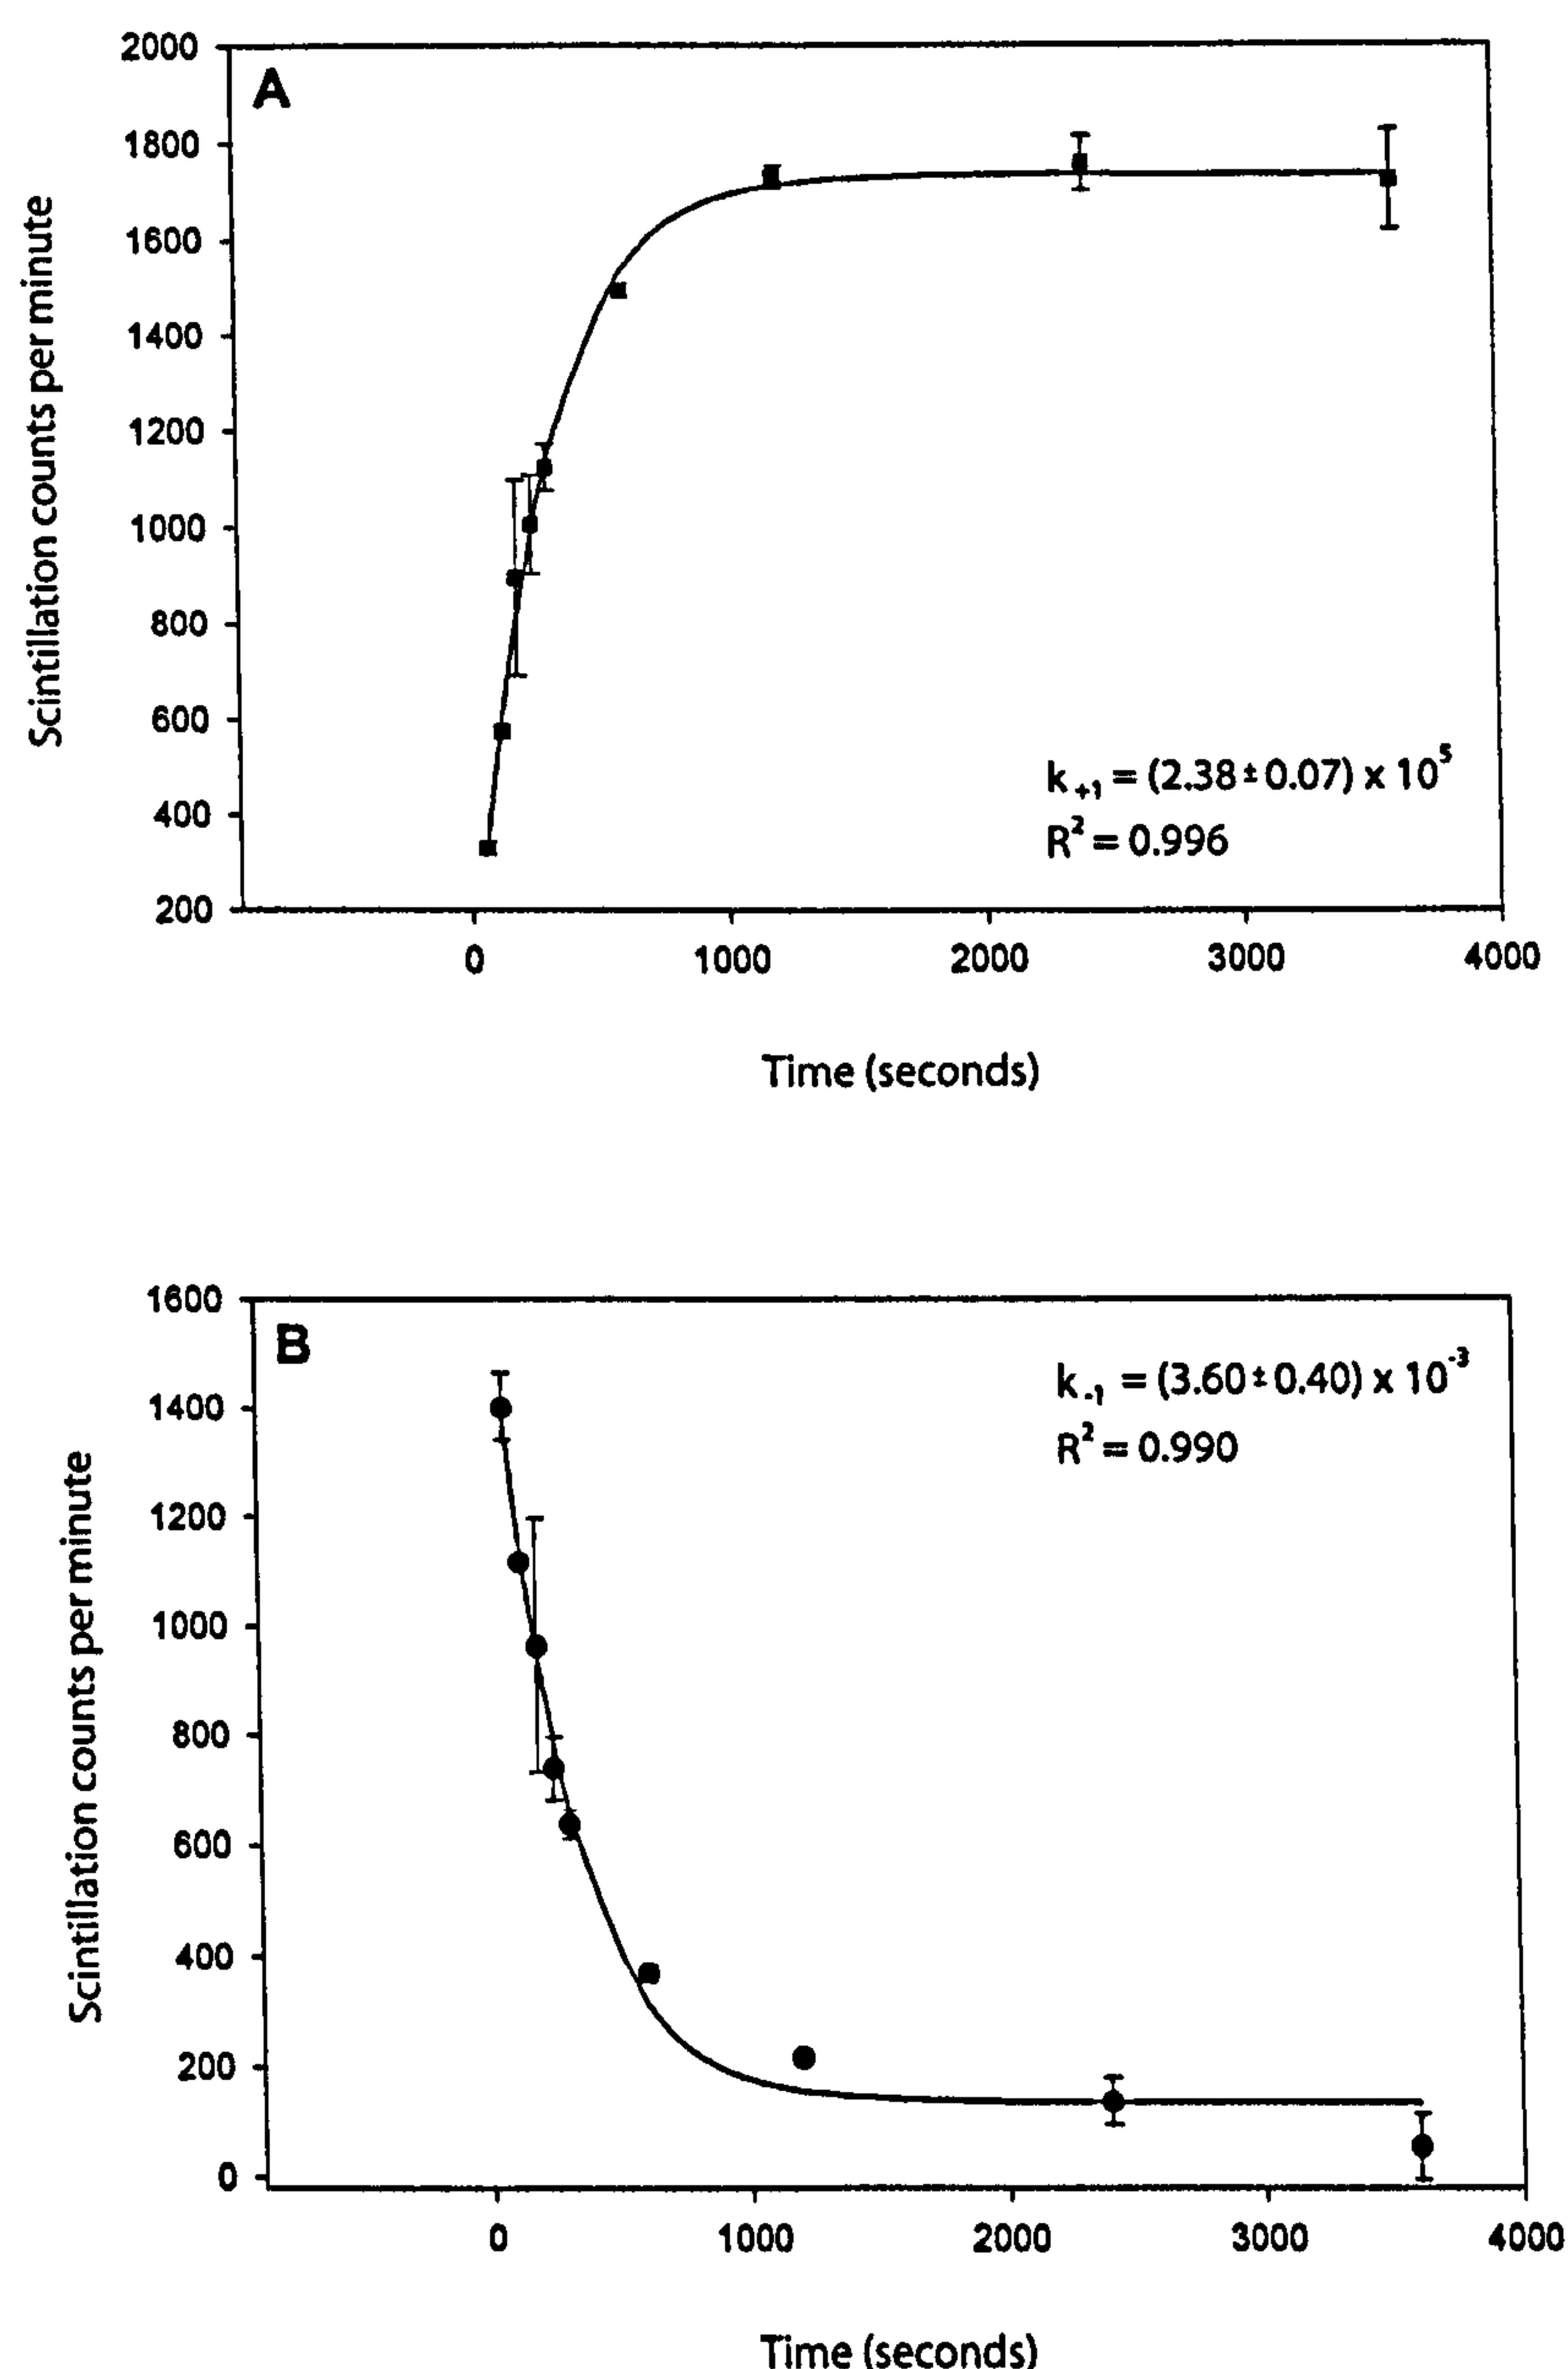 A
2000
1800
1600
1400
1200
1000
800
600
400
200
Scintillation counts per minute
k+1 = (2.38±0.07) x 10^5
R² = 0.996
0 1000 2000 3000 4000
Time (seconds)
B
1600
1400
1200
1000
800
600
400
200
0
Scintillation counts per minute
k-1 = (3.60±0.40) x 10^-3
R² = 0.990
0 1000 2000 3000 4000
Time (seconds)